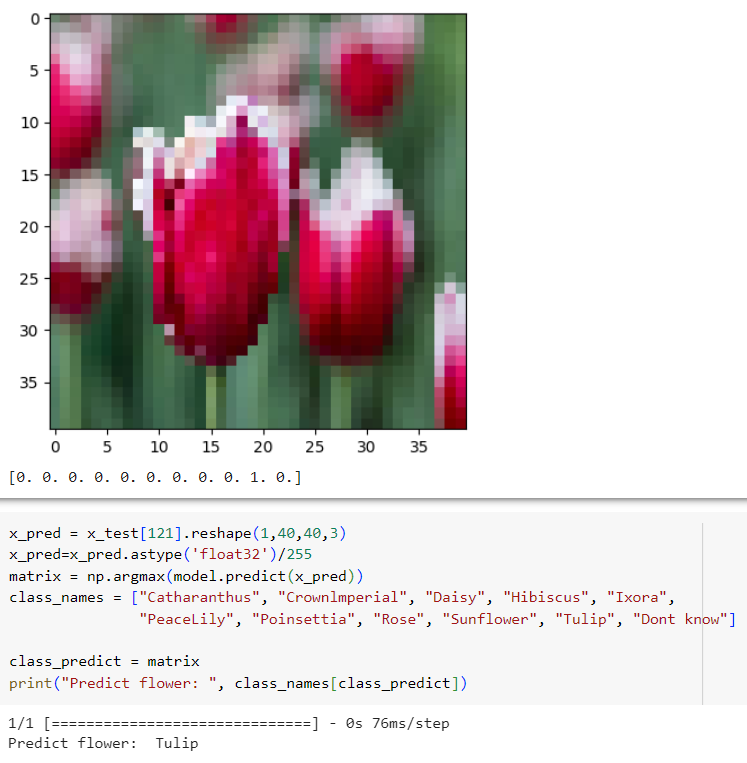 0
5
10
15
20
25
30
35
0 5 10 15 20 25 30 35
[0. 0. 0. 0. 0. 0. 0. 0. 0. 1. 0.]
x_pred = x_test[121].reshape(1,40,40,3)
x_pred=x_pred.astype('float32')/255
matrix = np.argmax(model.predict(x_pred))
class_names = ["Catharanthus", "Crownlmperial", "Daisy", "Hibiscus", "Ixora",
"PeaceLily", "Poinsettia", "Rose", "Sunflower", "Tulip", "Dont know"]
class_predict = matrix
print("Predict flower: ", class_names[class_predict])
1/1 [==============================] - 0s 76ms/step
Predict flower:  Tulip